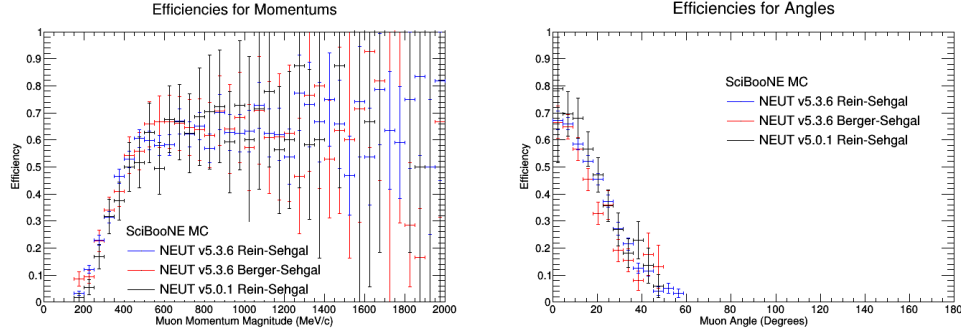 Efficiencies for Momentums
Efficiency
1
0.9
0.8
0.7
0.6
0.5
0.4
0.3
0.2
0.1
0
SciBooNE MC
NEUT v5.3.6 Rein-Sehgal
NEUT v5.3.6 Berger-Sehgal
NEUT v5.0.1 Rein-Sehgal
0 200 400 600 800 1000 1200 1400 1600 1800 2000
Muon Momentum Magnitude (MeV/c)
Efficiencies for Angles
Efficiency
1
0.9
0.8
0.7
0.6
0.5
0.4
0.3
0.2
0.1
0
SciBooNE MC
NEUT v5.3.6 Rein-Sehgal
NEUT v5.3.6 Berger-Sehgal
NEUT v5.0.1 Rein-Sehgal
0 20 40 60 80 100 120 140 160 180
Muon Angle (Degrees)